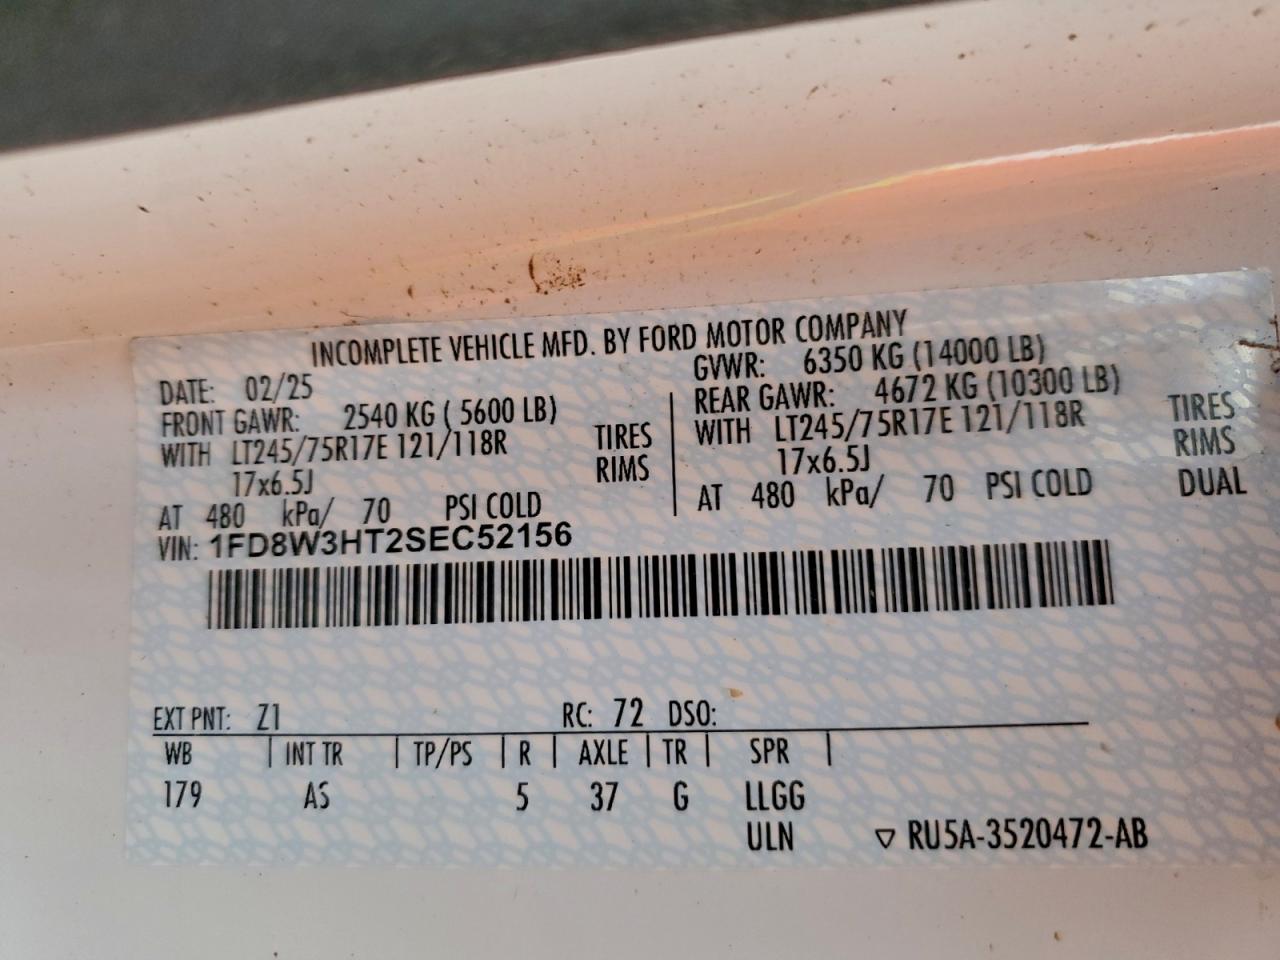 INCOMPLETE VEHICLE MFD. BY FORD MOTOR COMPANY
DATE: 02/25 GVWR: 6350 KG (14000 LB)
FRONT GAWR: 2540 KG ( 5600 LB) REAR GAWR: 4672 KG (10300 LB)
WITH LT245/75R17E 121/118R TIRES WITH LT245/75R17E 121/118R TIRES
17x6.5J RIMS 17x6.5J RIMS
AT 480 kPa/ 70 PSI COLD AT 480 kPa/ 70 PSI COLD DUAL
VIN: 1FD8W3HT2SEC52156
EXT PNT: Z1 RC: 72 DSO:
WB | INT TR | TP/PS | R | AXLE | TR | SPR |
179 AS 5 37 G LLGG
ULN ▽ RU5A-3520472-AB